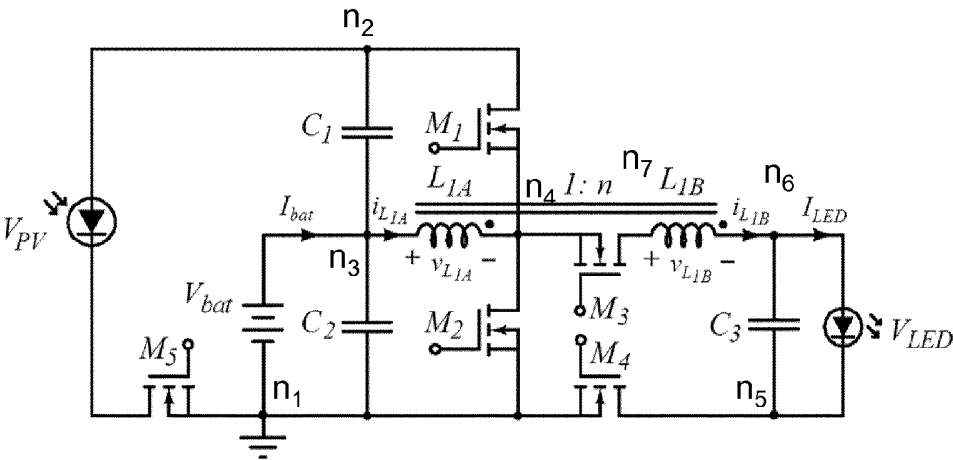 n2
C1
M1
L1A
n4
1: n
n7
L1B
n6
VPV
Ibat
iL1A
iL1B
ILED
n3
+ vL1A −
+ vL1B −
Vbat
C2
M2
M3
C3
VLED
M5
M4
n1
n5